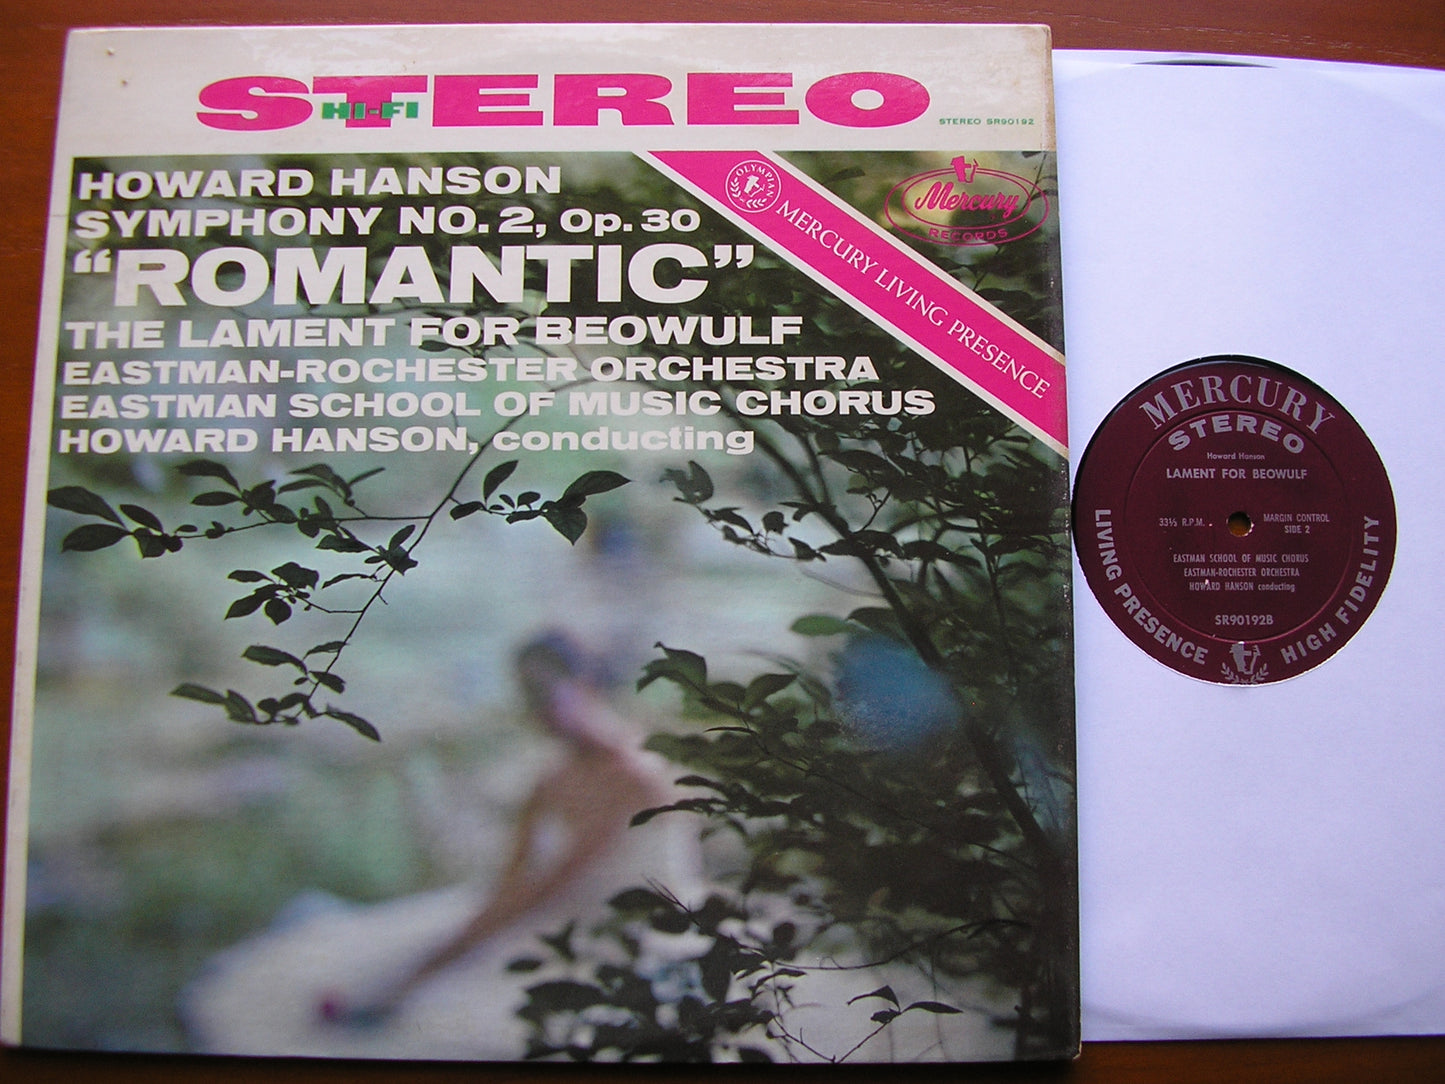 STEREO
HI-FI
STEREO SR90192
HOWARD HANSON
SYMPHONY NO. 2, Op. 30
“ROMANTIC”
THE LAMENT FOR BEOWULF
EASTMAN-ROCHESTER ORCHESTRA
EASTMAN SCHOOL OF MUSIC CHORUS
HOWARD HANSON, conducting
OLYMPIAN
MERCURY LIVING PRESENCE
Mercury
RECORDS
MERCURY
STEREO
Howard Hanson
LAMENT FOR BEOWULF
33⅓ R.P.M.
MARGIN CONTROL
SIDE 2
EASTMAN SCHOOL OF MUSIC CHORUS
EASTMAN-ROCHESTER ORCHESTRA
HOWARD HANSON conducting
SR90192B
LIVING PRESENCE
HIGH FIDELITY